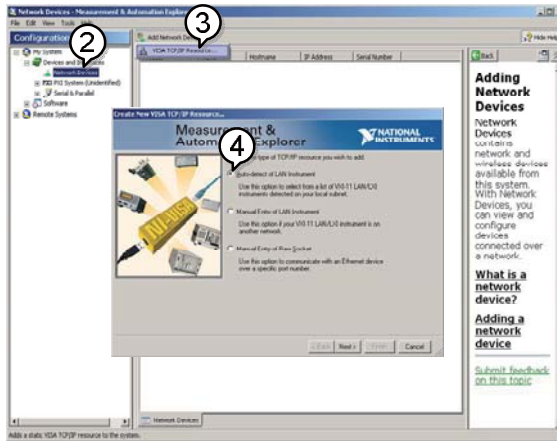 Network Devices - Measurement & Automation Explorer
File Edit View Tools Help
Configuration
2
3
Add Network Device
Hide Help
VISA TCP/IP Resource...
Hostname
IP Address
Serial Number
My System
Devices and Interfaces
Network Devices
PXI PXI System (Unidentified)
Serial & Parallel
Software
Remote Systems
Back
Create New VISA TCP/IP Resource...
Measurement &
Automation Explorer
NATIONAL
INSTRUMENTS
4
type of TCP/IP resource you wish to add.
Auto-detect of LAN Instrument
Use this option to select from a list of VXI-11 LAN/LXI
instruments detected on your local subnet.
Manual Entry of LAN Instrument
Use this option if your VXI-11 LAN/LXI instrument is on
another network.
Manual Entry of Raw Socket
Use this option to communicate with an Ethernet device
over a specific port number.
NI-VISA
< Back
Next >
Finish
Cancel
Adding
Network
Devices
Network
Devices
contains
network and
wireless devices
available from
this system.
With Network
Devices, you
can view and
configure
devices
connected over
a network.
What is a
network
device?
Adding a
network
device
Submit feedback
on this topic
Network Devices
Adds a static VISA TCP/IP resource to the system.